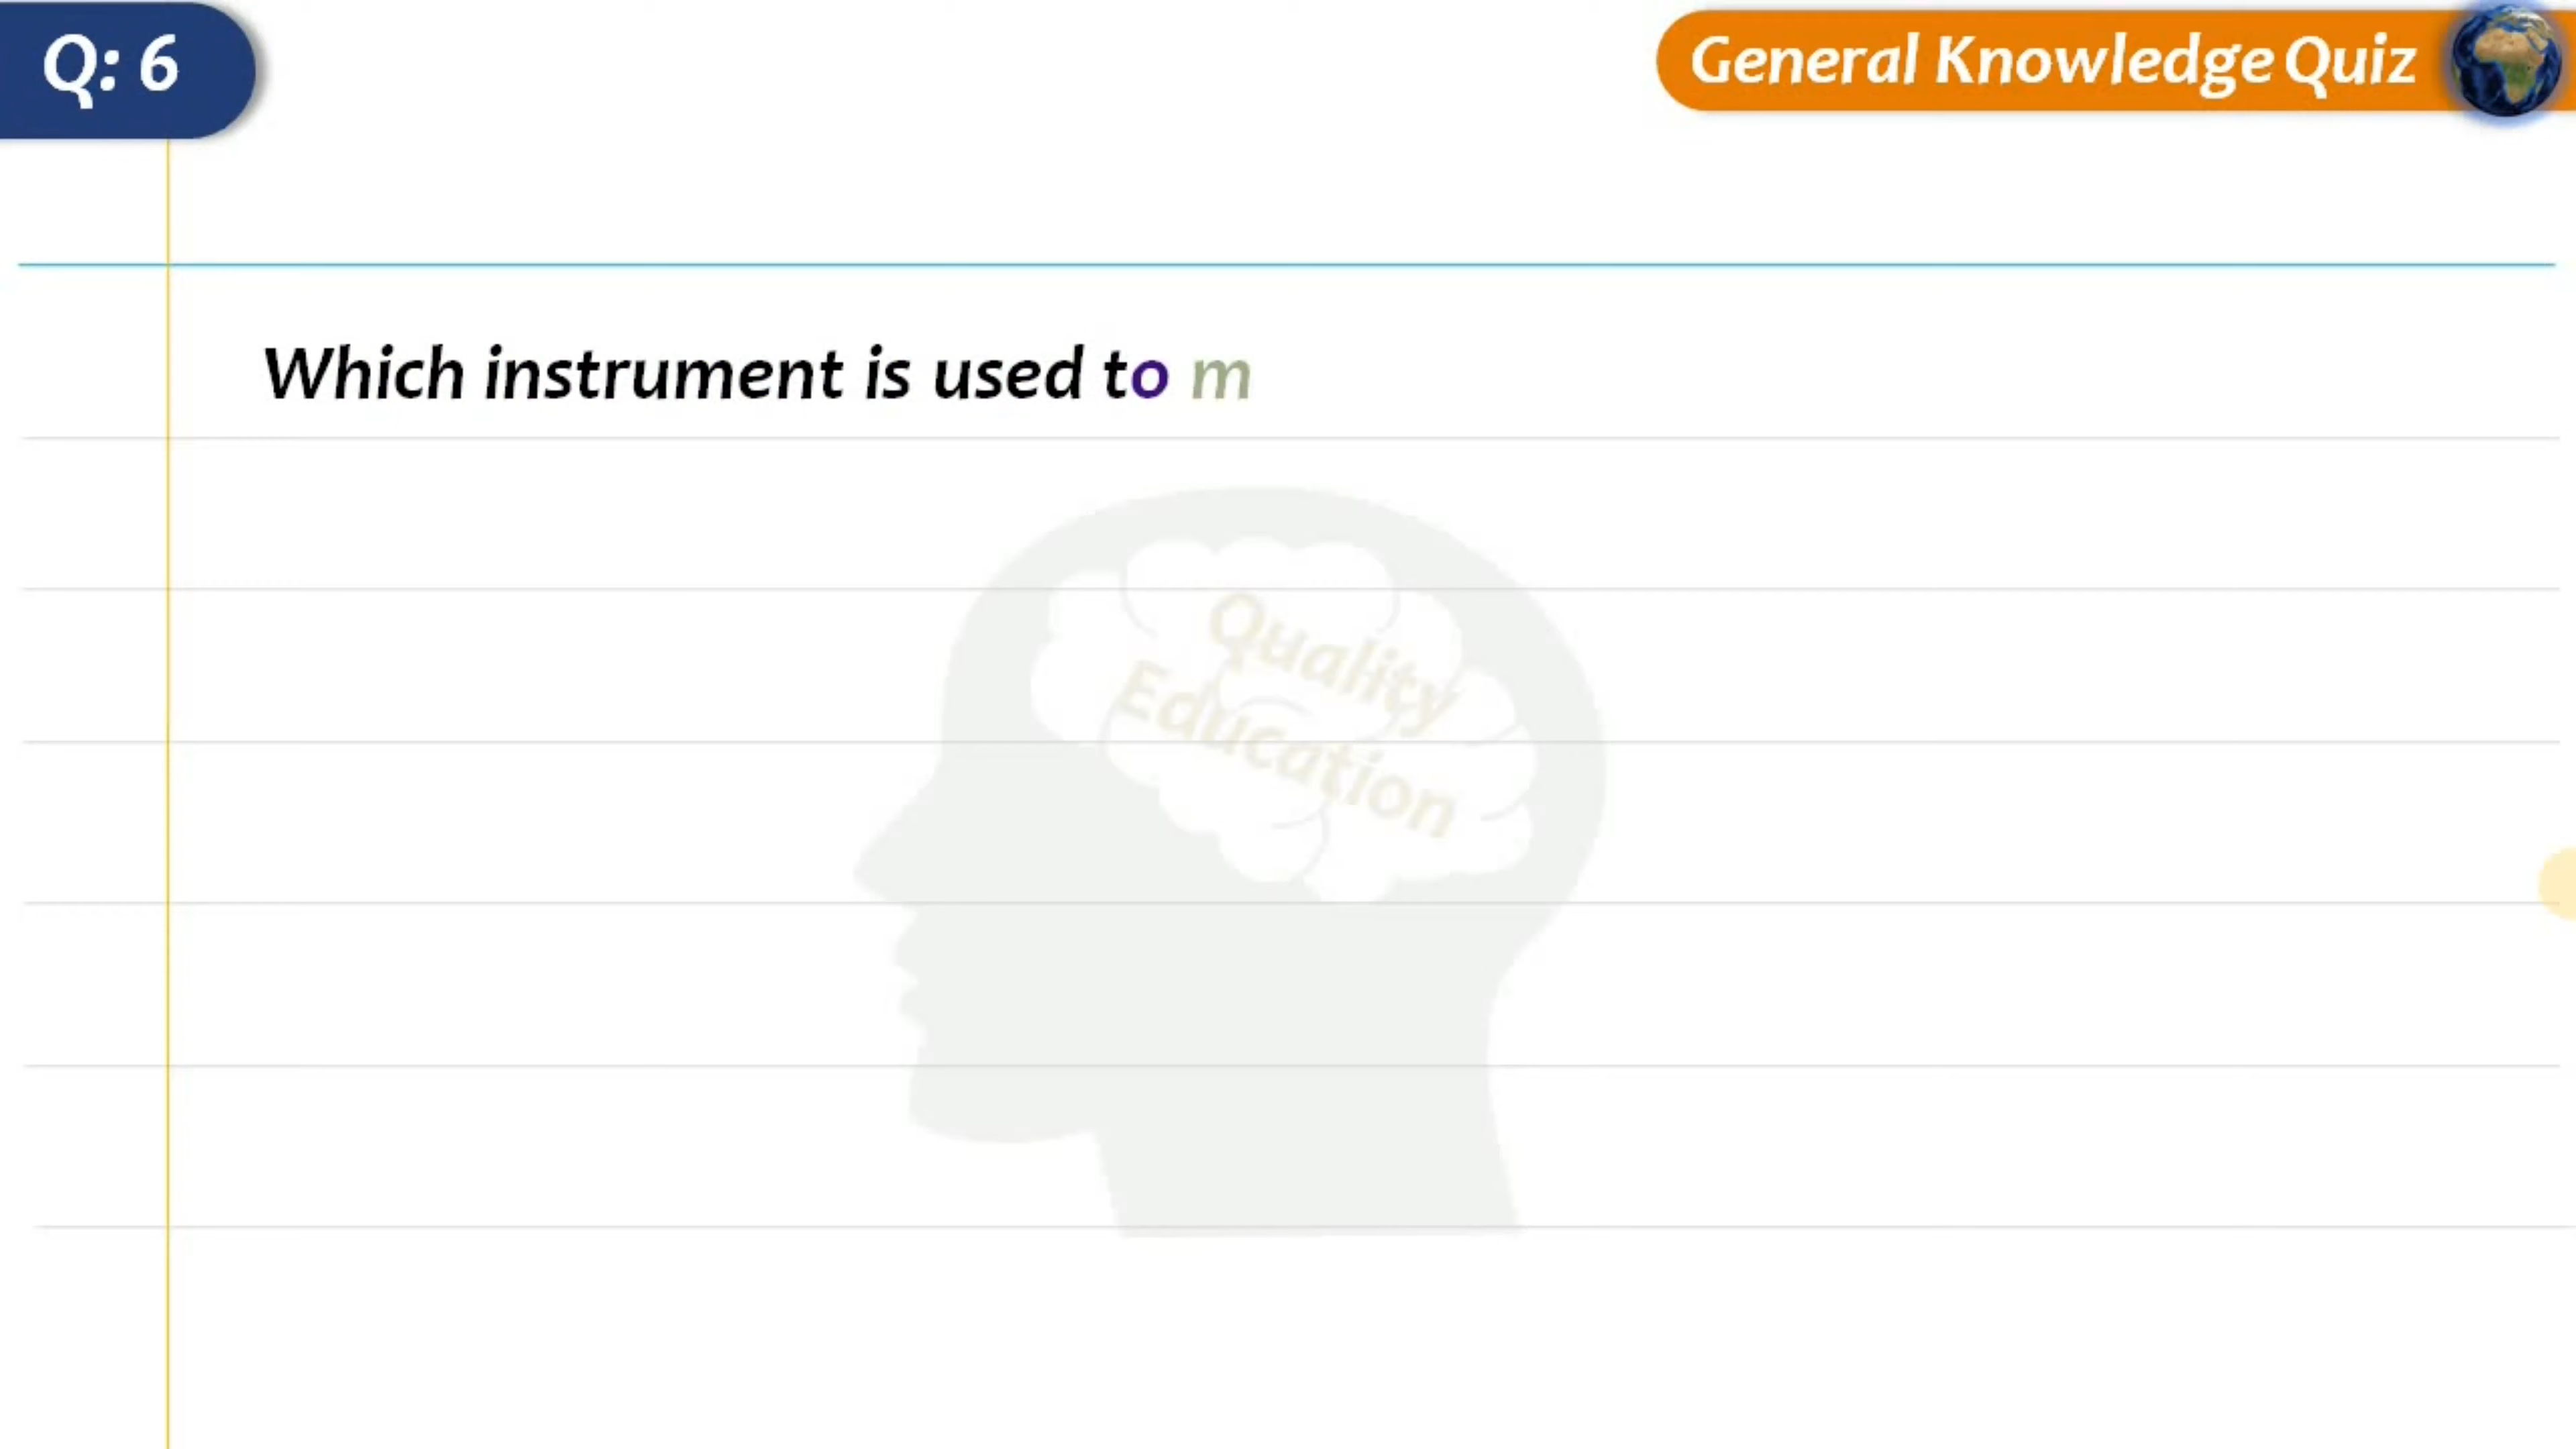 Q: 6
General Knowledge Quiz
Which instrument is used to m
Quality
Education